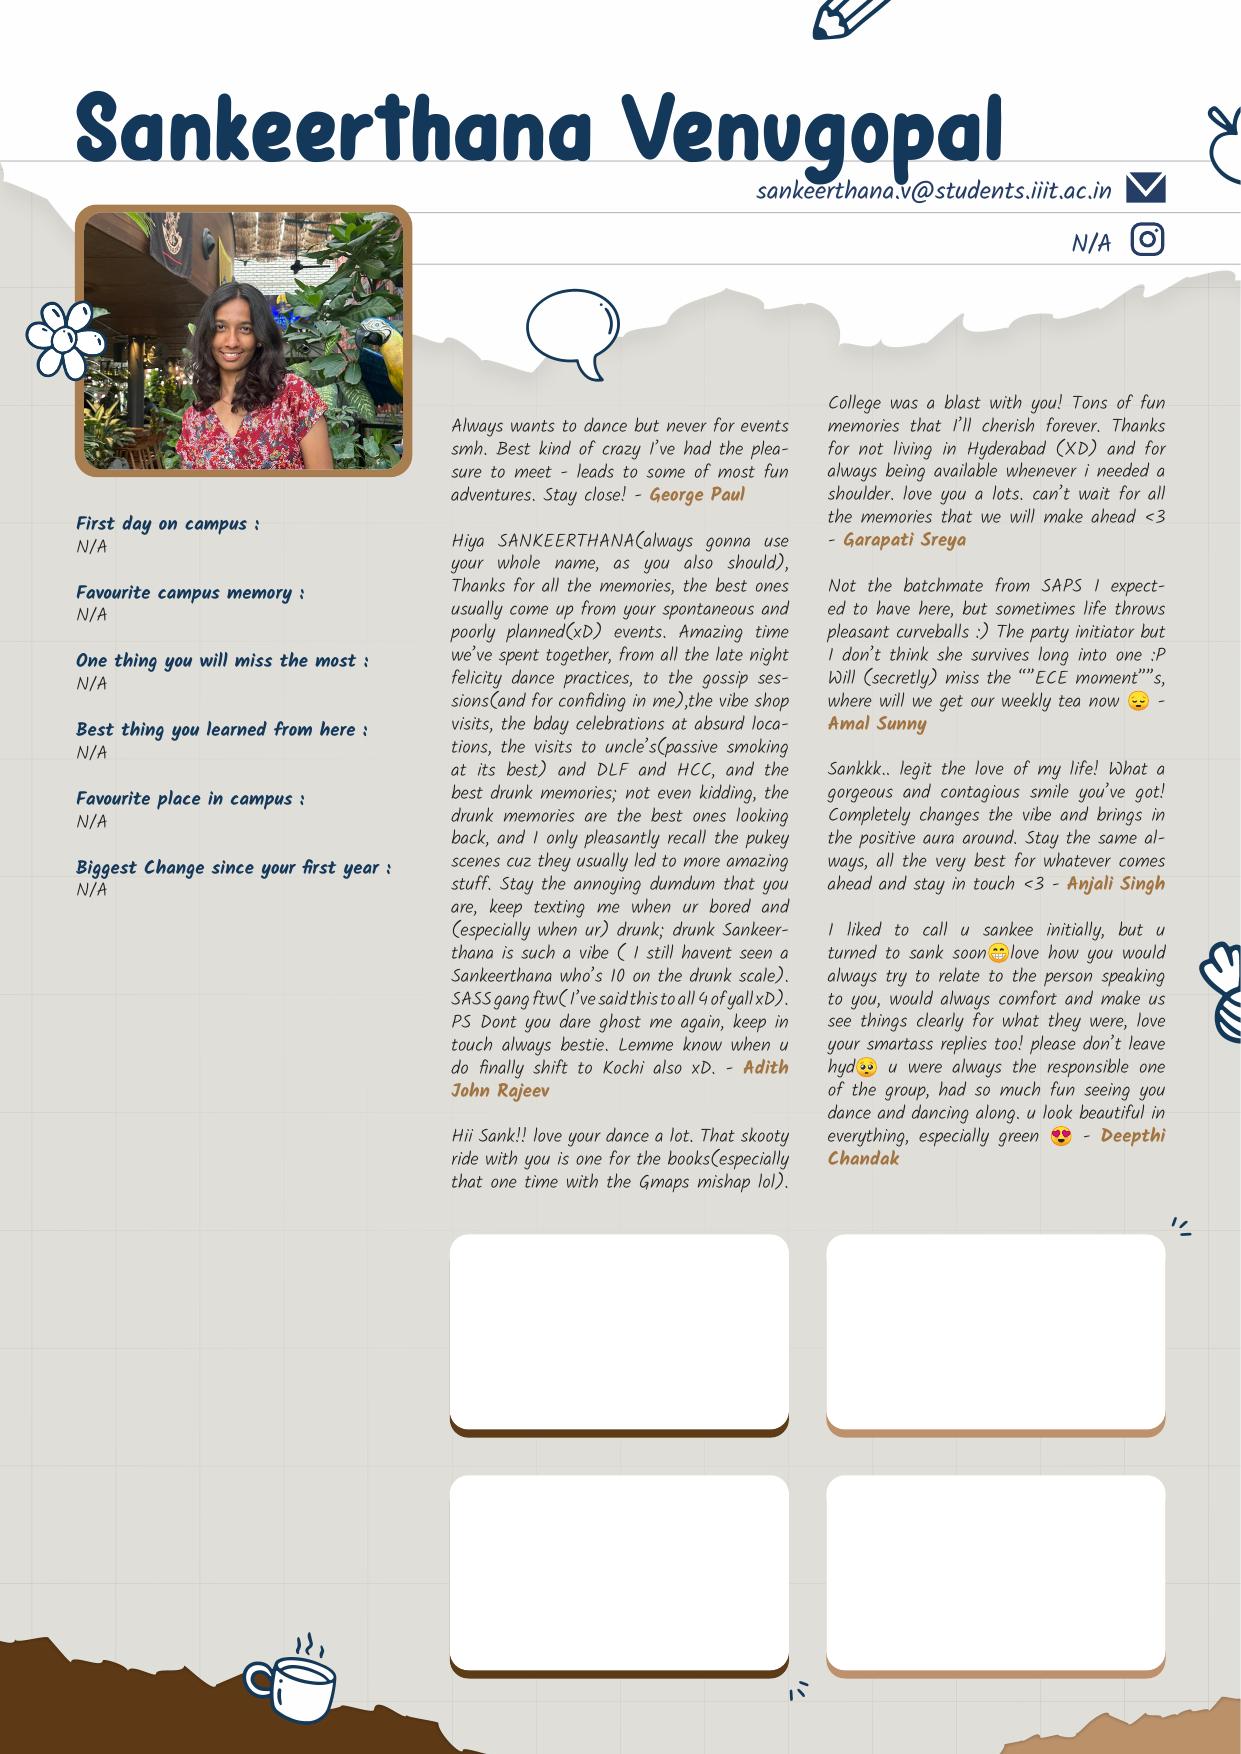 Sankeerthana Venugopal
sankeerthana.v@students.iiit.ac.in
N/A
First day on campus :
N/A
Favourite campus memory :
N/A
One thing you will miss the most :
N/A
Best thing you learned from here :
N/A
Favourite place in campus :
N/A
Biggest Change since your first year :
N/A
Always wants to dance but never for events
smh. Best kind of crazy I've had the plea-
sure to meet - leads to some of most fun
adventures. Stay close! - George Paul
Hiya SANKEERTHANA(always gonna use
your whole name, as you also should),
Thanks for all the memories, the best ones
usually come up from your spontaneous and
poorly planned(xD) events. Amazing time
we've spent together, from all the late night
felicity dance practices, to the gossip ses-
sions(and for confiding in me),the vibe shop
visits, the bday celebrations at absurd loca-
tions, the visits to uncle's(passive smoking
at its best) and DLF and HCC, and the
best drunk memories; not even kidding, the
drunk memories are the best ones looking
back, and I only pleasantly recall the pukey
scenes cuz they usually led to more amazing
stuff. Stay the annoying dumdum that you
are, keep texting me when ur bored and
(especially when ur) drunk; drunk Sankeer-
thana is such a vibe ( I still havent seen a
Sankeerthana who's 10 on the drunk scale).
SASS gang ftw( I've said this to all 4 of yall xD).
PS Dont you dare ghost me again, keep in
touch always bestie. Lemme know when u
do finally shift to Kochi also xD. - Adith
John Rajeev
Hii Sank!! love your dance a lot. That skooty
ride with you is one for the books(especially
that one time with the Gmaps mishap lol).
College was a blast with you! Tons of fun
memories that I'll cherish forever. Thanks
for not living in Hyderabad (XD) and for
always being available whenever i needed a
shoulder. love you a lots. can't wait for all
the memories that we will make ahead <3
- Garapati Sreya
Not the batchmate from SAPS I expect-
ed to have here, but sometimes life throws
pleasant curveballs :) The party initiator but
I don't think she survives long into one :P
Will (secretly) miss the “”ECE moment””s,
where will we get our weekly tea now 😔 -
Amal Sunny
Sankkk.. legit the love of my life! What a
gorgeous and contagious smile you've got!
Completely changes the vibe and brings in
the positive aura around. Stay the same al-
ways, all the very best for whatever comes
ahead and stay in touch <3 - Anjali Singh
I liked to call u sankee initially, but u
turned to sank soon😁love how you would
always try to relate to the person speaking
to you, would always comfort and make us
see things clearly for what they were, love
your smartass replies too! please don't leave
hyd🥺 u were always the responsible one
of the group, had so much fun seeing you
dance and dancing along. u look beautiful in
everything, especially green 😍 - Deepthi
Chandak